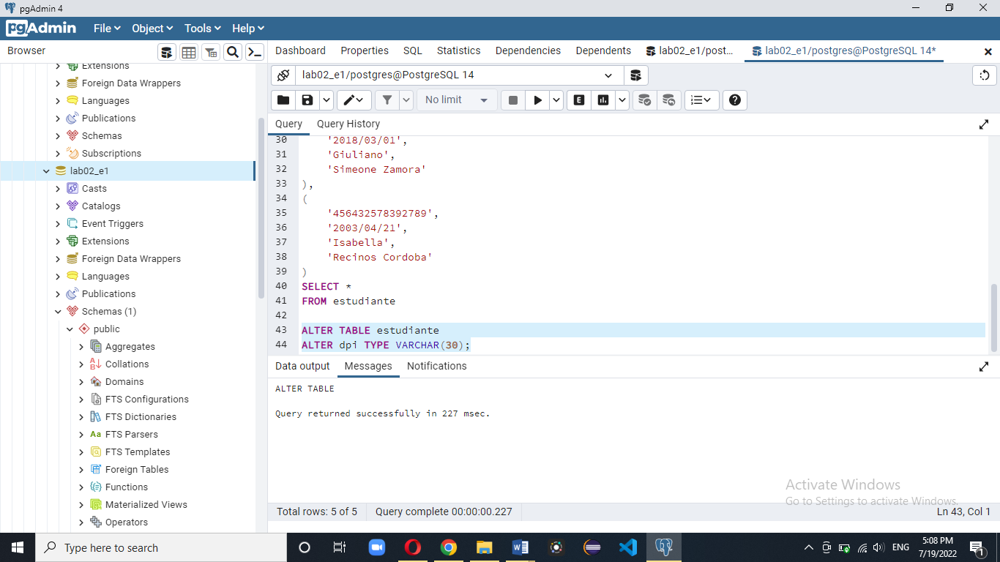 pgAdmin 4
pgAdmin
File
Object
Tools
Help
Browser
Dashboard
Properties
SQL
Statistics
Dependencies
Dependents
lab02_e1/post...
lab02_e1/postgres@PostgreSQL 14*
Extensions
Foreign Data Wrappers
Languages
Publications
Schemas
Subscriptions
lab02_e1
Casts
Catalogs
Event Triggers
Extensions
Foreign Data Wrappers
Languages
Publications
Schemas (1)
public
Aggregates
Collations
Domains
FTS Configurations
FTS Dictionaries
Aa FTS Parsers
FTS Templates
Foreign Tables
Functions
Materialized Views
Operators
lab02_e1/postgres@PostgreSQL 14
No limit
E
Query
Query History
30 '2018/03/01',
31 'Giuliano',
32 'Simeone Zamora'
33 ),
34 (
35 '456432578392789',
36 '2003/04/21',
37 'Isabella',
38 'Recinos Cordoba'
39 )
40 SELECT *
41 FROM estudiante
42
43 ALTER TABLE estudiante
44 ALTER dpi TYPE VARCHAR(30);
Data output
Messages
Notifications
ALTER TABLE
Query returned successfully in 227 msec.
Activate Windows
Go to Settings to activate Windows.
Total rows: 5 of 5
Query complete 00:00:00.227
Ln 43, Col 1
Type here to search
ENG
5:08 PM
7/19/2022
1